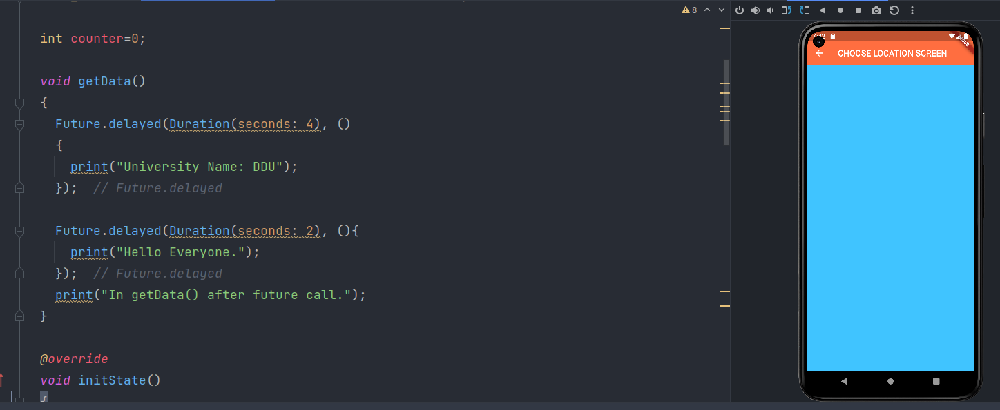 8
int counter=0;
void getData()
{
Future.delayed(Duration(seconds: 4), ()
{
print("University Name: DDU");
});  // Future.delayed
Future.delayed(Duration(seconds: 2), (){
print("Hello Everyone.");
});  // Future.delayed
print("In getData() after future call.");
}
@override
void initState()
{
DEBUG
CHOOSE LOCATION SCREEN